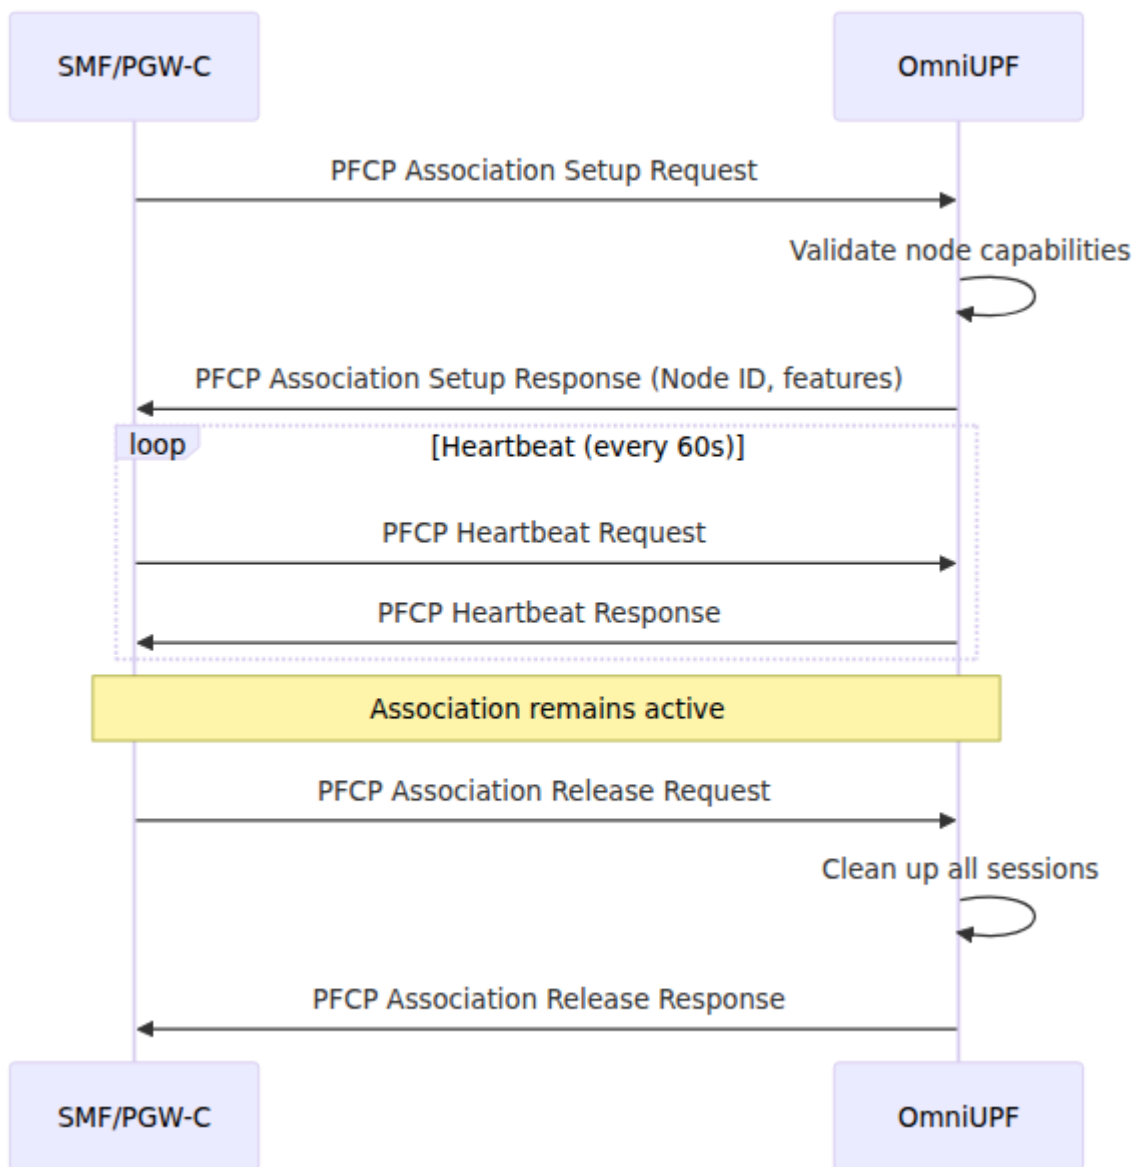 SMF/PGW-C
OmniUPF
PFCP Association Setup Request
Validate node capabilities
PFCP Association Setup Response (Node ID, features)
loop
[Heartbeat (every 60s)]
PFCP Heartbeat Request
PFCP Heartbeat Response
Association remains active
PFCP Association Release Request
Clean up all sessions
PFCP Association Release Response
SMF/PGW-C
OmniUPF